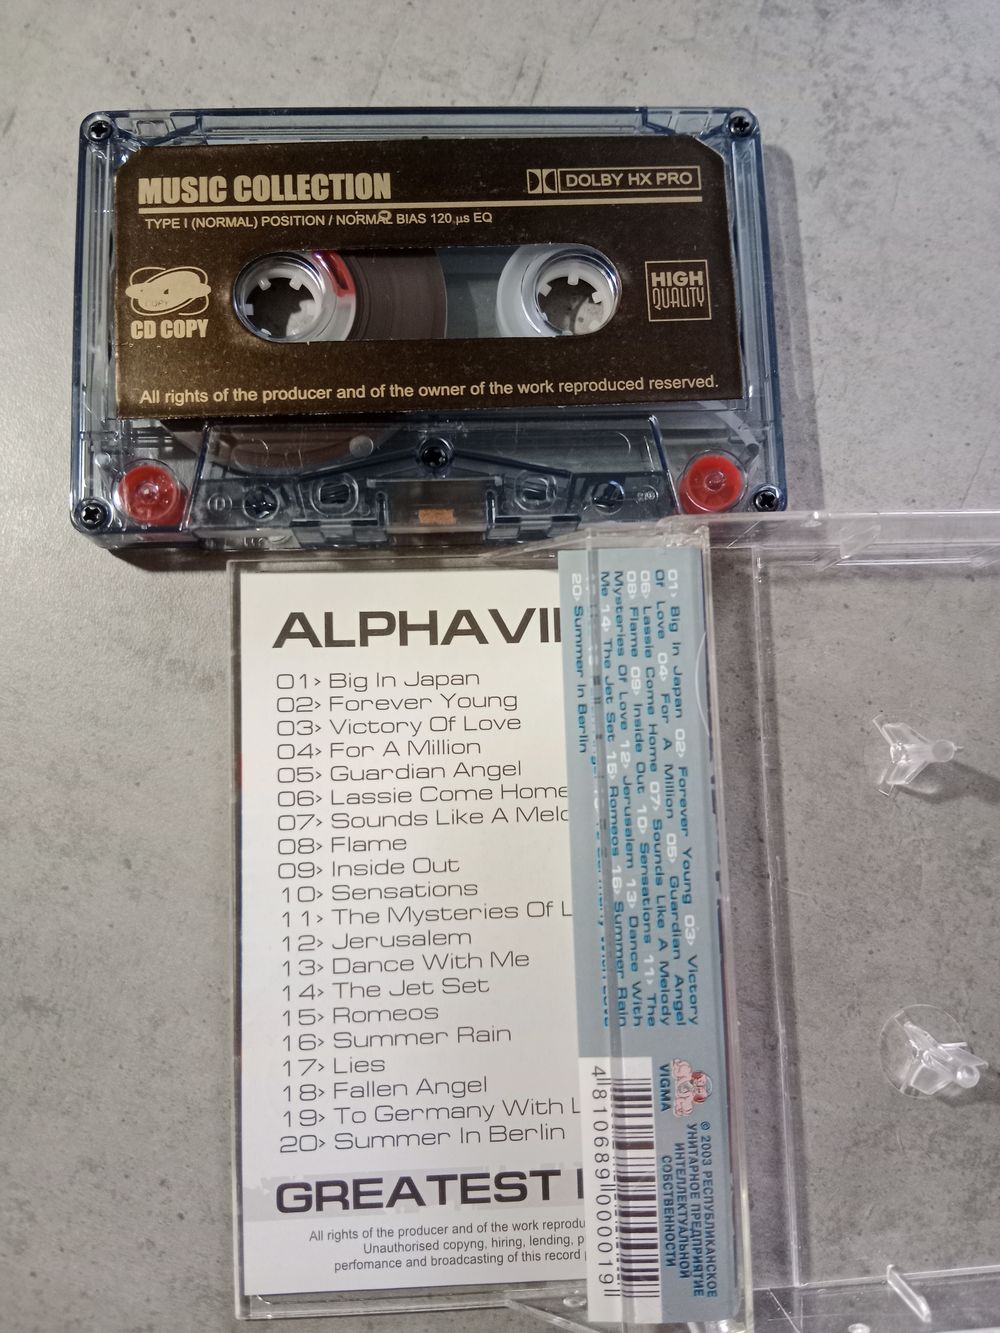 MUSIC COLLECTION
DOLBY HX PRO
TYPE I (NORMAL) POSITION / NORMAL BIAS 120 µs EQ
COPY
CD COPY
HIGH
QUALITY
All rights of the producer and of the owner of the work reproduced reserved.
ALPHAVI
01> Big In Japan
02> Forever Young
03> Victory Of Love
04> For A Million
05> Guardian Angel
06> Lassie Come Home
07> Sounds Like A Melo
08> Flame
09> Inside Out
10> Sensations
11> The Mysteries Of L
12> Jerusalem
13> Dance With Me
14> The Jet Set
15> Romeos
16> Summer Rain
17> Lies
18> Fallen Angel
19> To Germany With L
20> Summer In Berlin
GREATEST
All rights of the producer and of the work reprodu
Unauthorised copyng, hiring, lending, p
perfomance and broadcasting of this record
01> Big In Japan 02> Forever Young 03> Victory
Of Love 04> For A Million 05> Guardian Angel
06> Lassie Come Home 07> Sounds Like A Melody
08> Flame 09> Inside Out 10> Sensations 11> The
Mysteries Of Love 12> Jerusalem 13> Dance With
Me 14> The Jet Set 15> Romeos 16> Summer Rain
20> Summer In Berlin
VIGMA
© 2003 РЕСПУБЛИКАНСКОЕ
УНИТАРНОЕ ПРЕДПРИЯТИЕ
ИНТЕЛЛЕКТУАЛЬНОЙ
СОБСТВЕННОСТИ
4 810689 000019